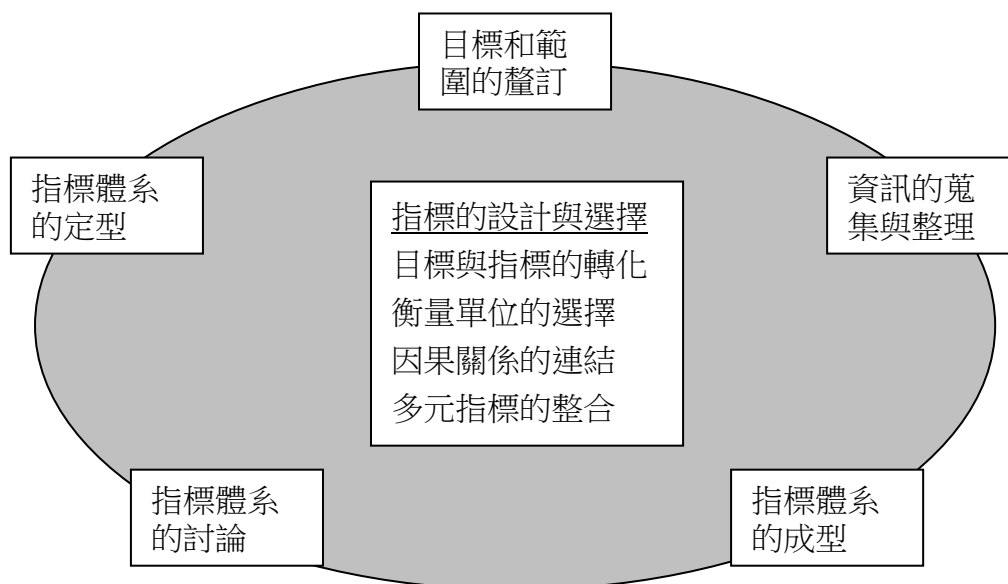 目標和範
圍的釐訂
指標體系
的定型
資訊的蒐
集與整理
指標的設計與選擇
目標與指標的轉化
衡量單位的選擇
因果關係的連結
多元指標的整合
指標體系
的討論
指標體系
的成型